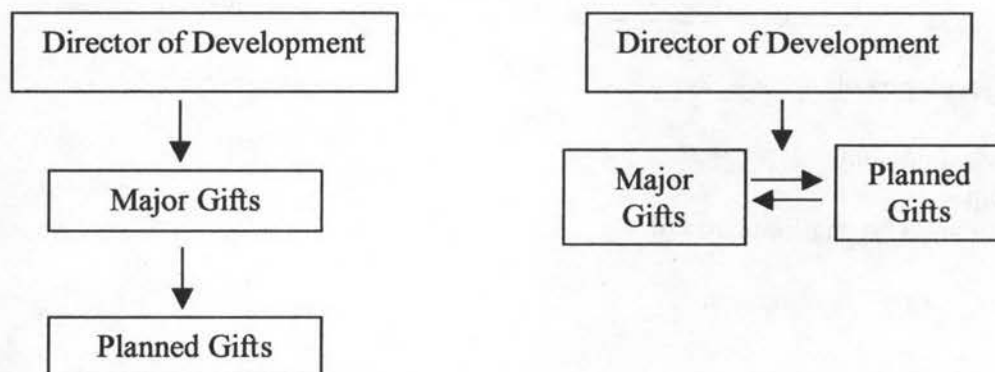 Director of Development
Major Gifts
Planned Gifts
Director of Development
Major
Gifts
Planned
Gifts